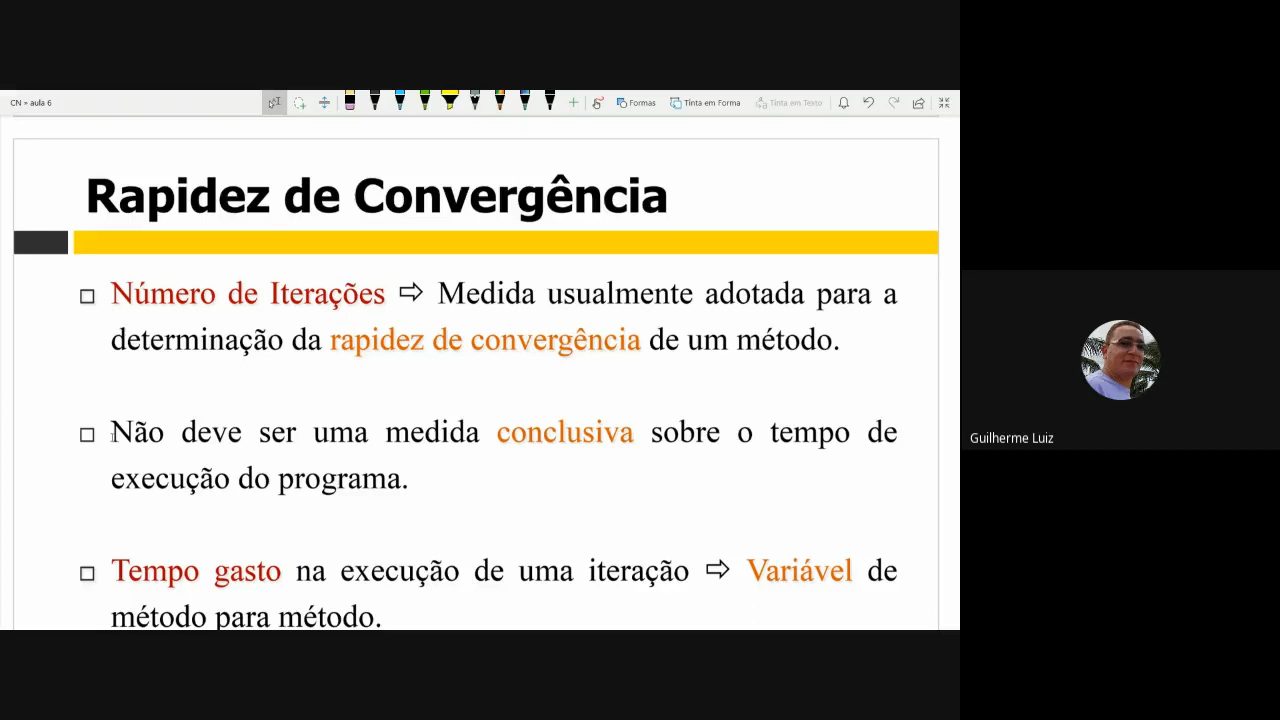 CN = aula 6
Formas
Tinta em Forma
Tinta em Texto
Rapidez de Convergência
Número de Iterações ⇨ Medida usualmente adotada para a
determinação da rapidez de convergência de um método.
Não deve ser uma medida conclusiva sobre o tempo de
execução do programa.
Tempo gasto na execução de uma iteração ⇨ Variável de
método para método.
Guilherme Luiz